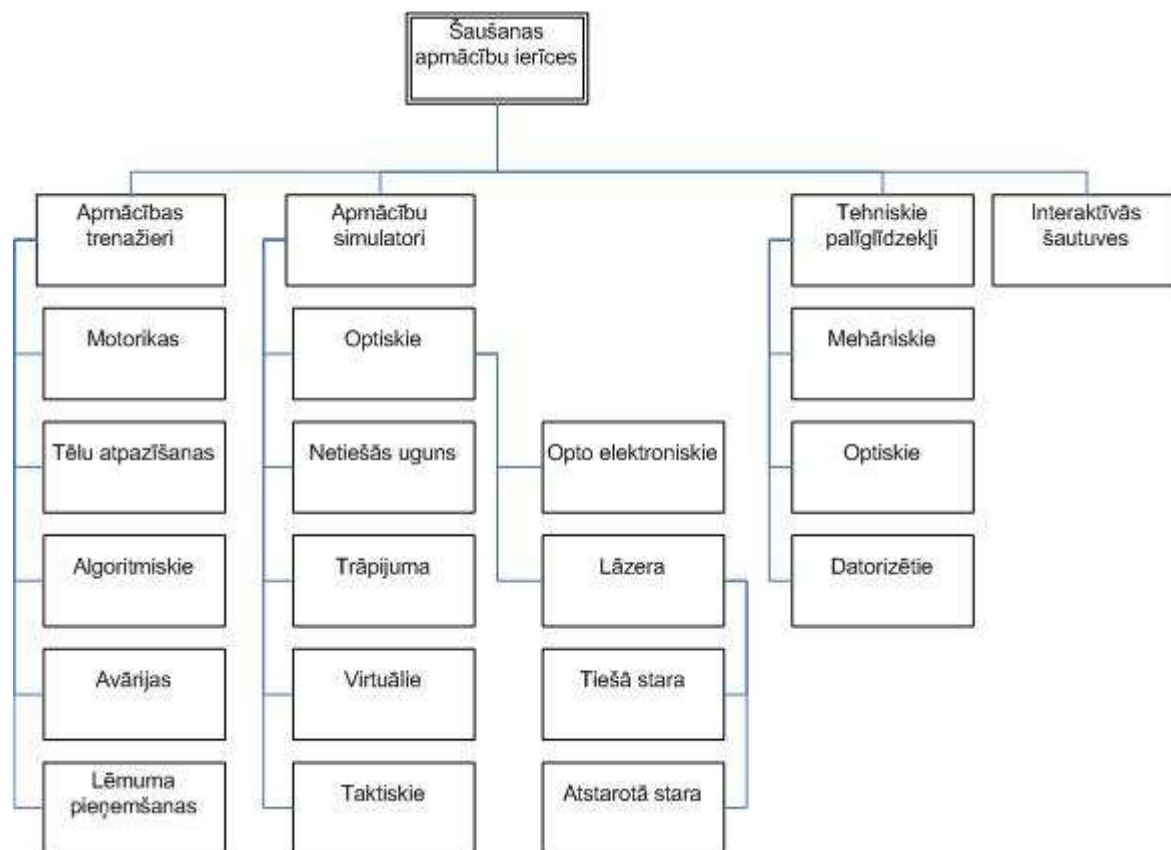 Šaušanas
apmācību ierīces
Apmācības
trenažieri
Apmācību
simulatori
Tehniskie
palīglīdzekļi
Interaktīvās
šautuves
Motorikas
Optiskie
Mehāniskie
Tēlu atpazīšanas
Netiešās uguns
Opto elektroniskie
Optiskie
Algoritmiskie
Trāpijuma
Lāzera
Datorizētie
Avārijas
Virtuālie
Tiešā stara
Lēmuma
pieņemšanas
Taktiskie
Atstarotā stara